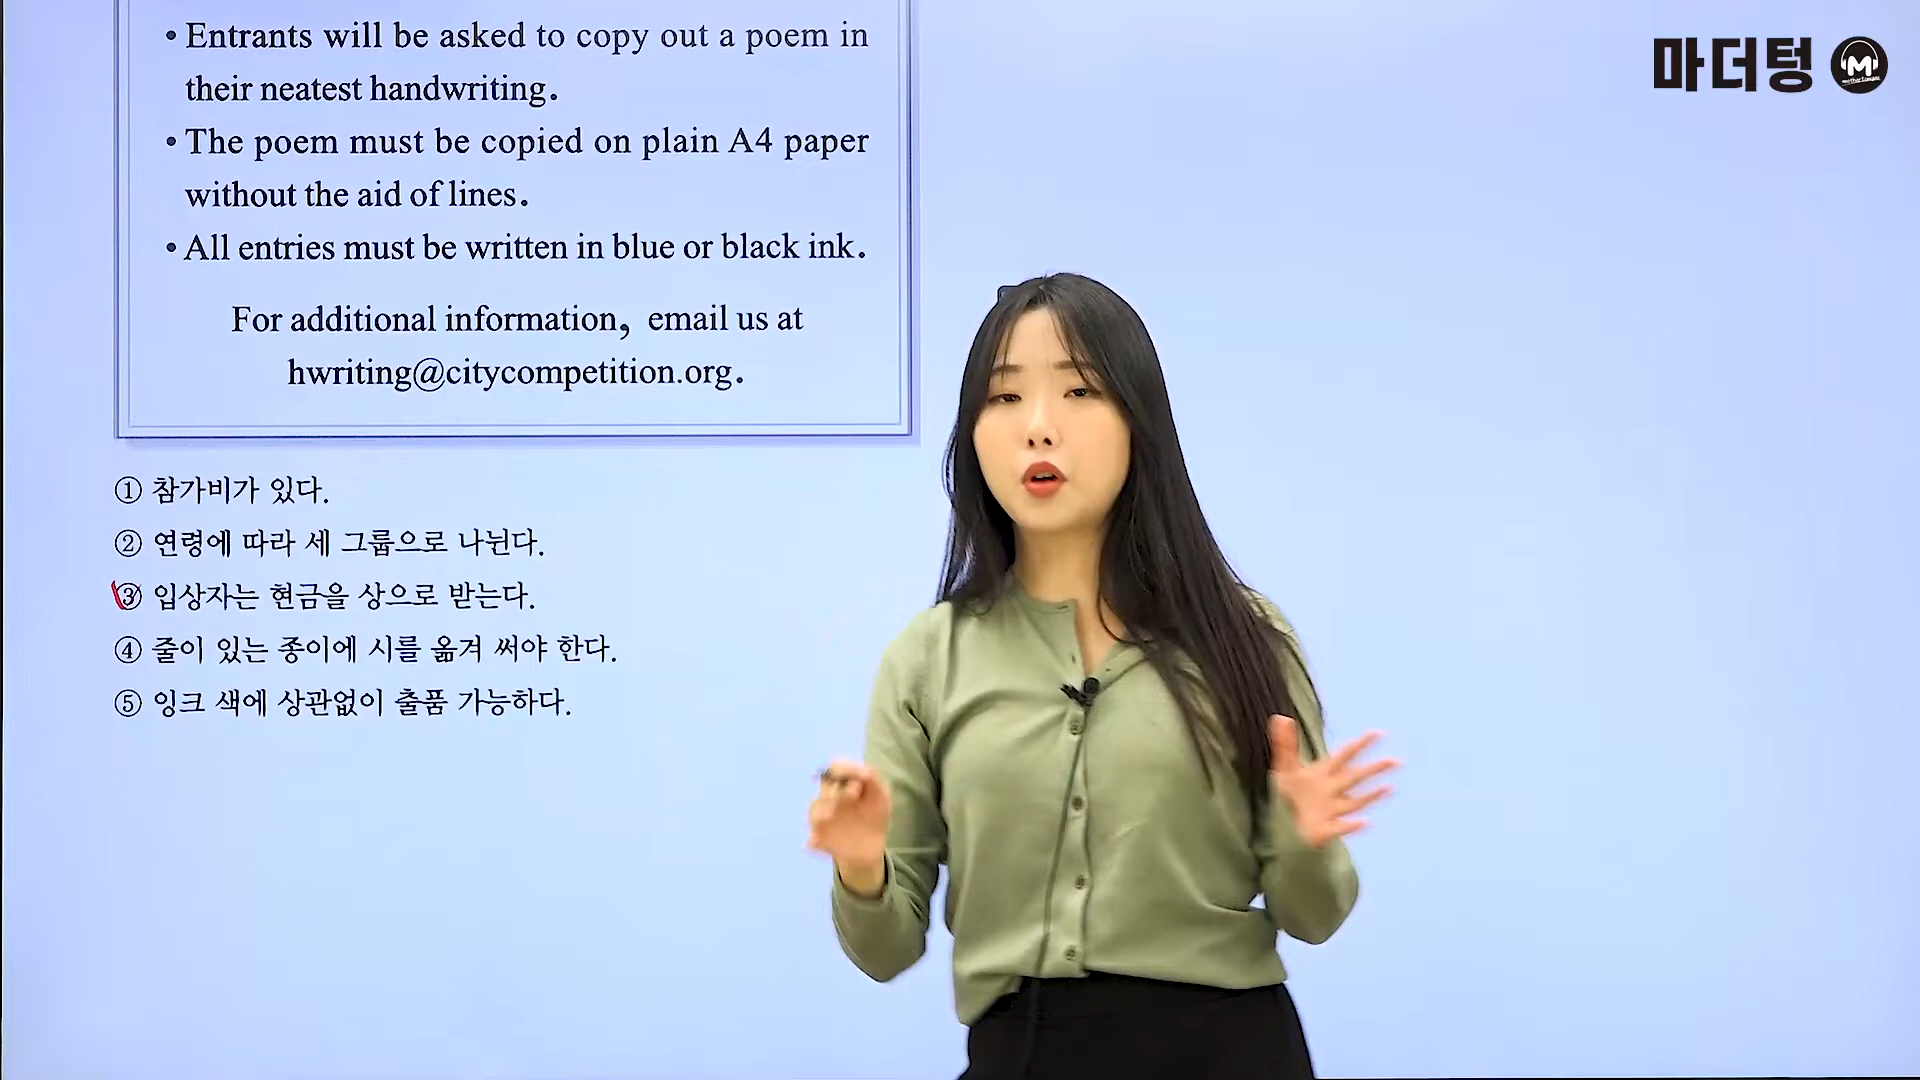 • Entrants will be asked to copy out a poem in
their neatest handwriting.
• The poem must be copied on plain A4 paper
without the aid of lines.
• All entries must be written in blue or black ink.
For additional information, email us at
hwriting@citycompetition.org.
① 참가비가 있다.
② 연령에 따라 세 그룹으로 나뉜다.
③ 입상자는 현금을 상으로 받는다.
④ 줄이 있는 종이에 시를 옮겨 써야 한다.
⑤ 잉크 색에 상관없이 출품 가능하다.
마더텅 M